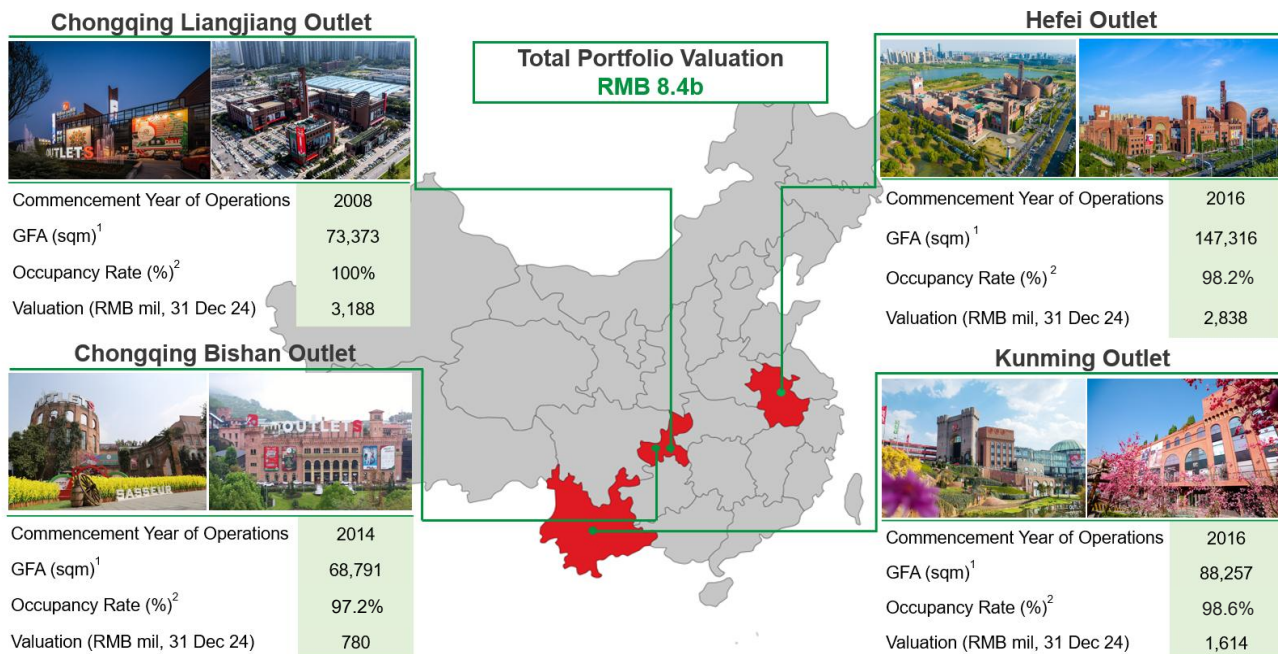 Chongqing Liangjiang Outlet
OUTLETS
Commencement Year of Operations 2008
GFA (sqm)1 73,373
Occupancy Rate (%)2 100%
Valuation (RMB mil, 31 Dec 24) 3,188
Total Portfolio Valuation
RMB 8.4b
Hefei Outlet
Commencement Year of Operations 2016
GFA (sqm)1 147,316
Occupancy Rate (%)2 98.2%
Valuation (RMB mil, 31 Dec 24) 2,838
Chongqing Bishan Outlet
OUTLETS
SASSEUR
OUTLETS
Commencement Year of Operations 2014
GFA (sqm)1 68,791
Occupancy Rate (%)2 97.2%
Valuation (RMB mil, 31 Dec 24) 780
Kunming Outlet
Commencement Year of Operations 2016
GFA (sqm)1 88,257
Occupancy Rate (%)2 98.6%
Valuation (RMB mil, 31 Dec 24) 1,614